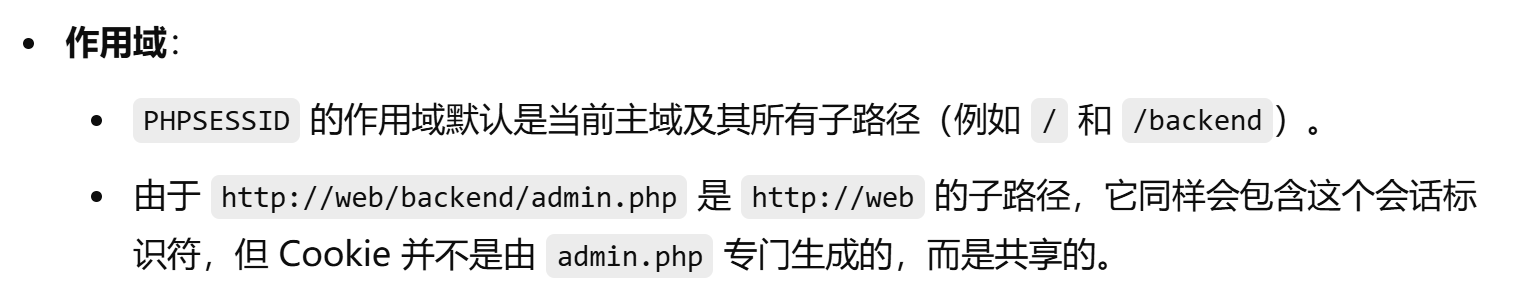 作用域：
PHPSESSID 的作用域默认是当前主域及其所有子路径（例如 / 和 /backend）。
由于 http://web/backend/admin.php 是 http://web 的子路径，它同样会包含这个会话标
识符，但 Cookie 并不是由 admin.php 专门生成的，而是共享的。